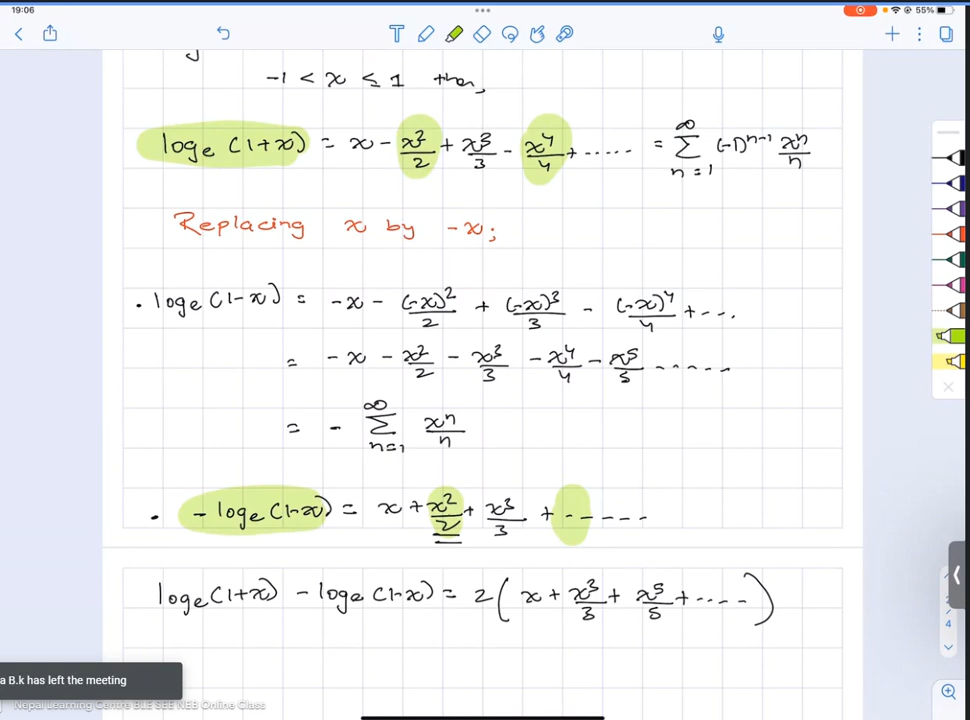 19:06
55%
-1 < x ≤ 1 then,
logₑ (1+x) = x - x²/2 + x³/3 - x⁴/4 + ..... = ∑ n=1 ∞ (-1)ⁿ⁻¹ xⁿ/n
Replacing x by -x;
. logₑ (1-x) = -x - (-x)²/2 + (-x)³/3 - (-x)⁴/4 + ....
= -x - x²/2 - x³/3 - x⁴/4 - x⁵/5 ......
= - ∑ n=1 ∞ xⁿ/n
. - logₑ (1-x) = x + x²/2 + x³/3 + ......
logₑ (1+x) - logₑ (1-x) = 2 ( x + x³/3 + x⁵/5 + ..... )
4
a B.k has left the meeting
Nepal Learning Centre BLE SEE NEB Online Class